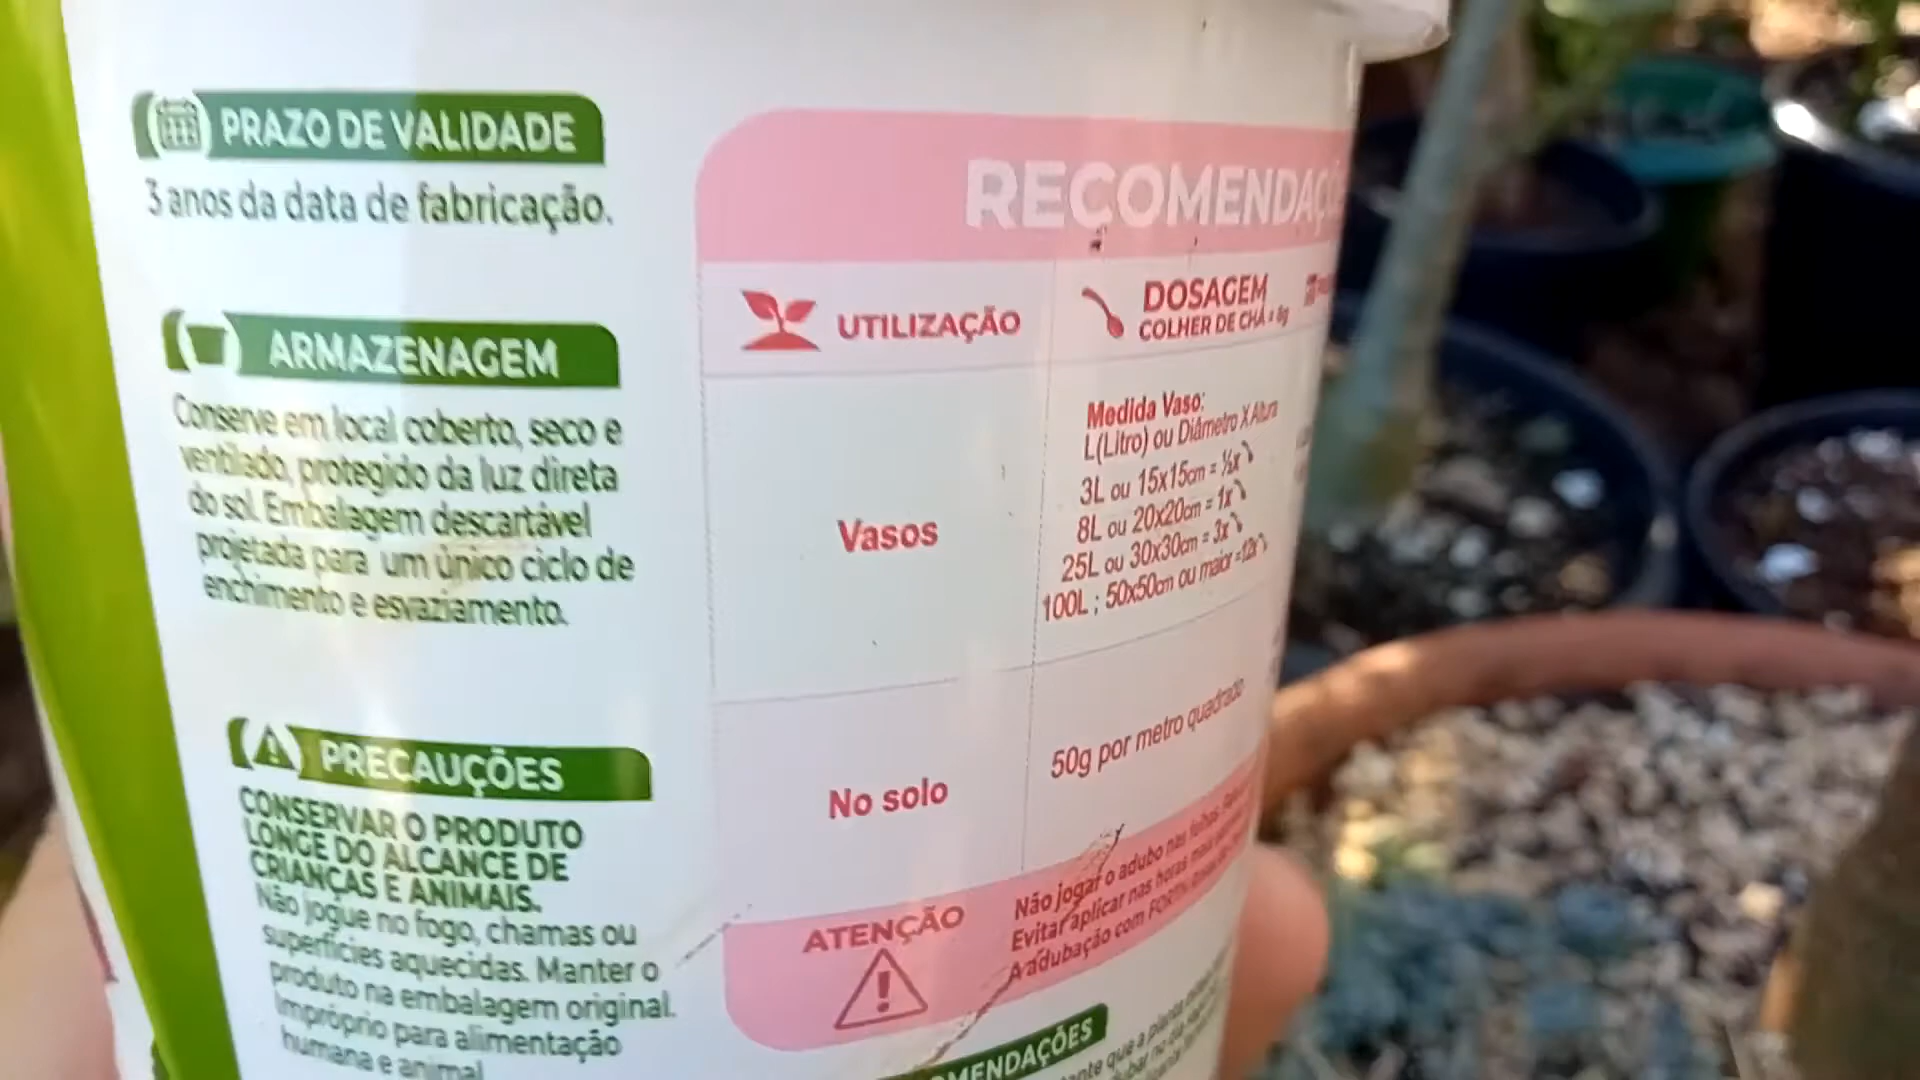 PRAZO DE VALIDADE
3 anos da data de fabricação.
ARMAZENAGEM
Conserve em local coberto, seco e
ventilado, protegido da luz direta
do sol. Embalagem descartável
projetada para um único ciclo de
enchimento e esvaziamento.
PRECAUÇÕES
CONSERVAR O PRODUTO
LONGE DO ALCANCE DE
CRIANÇAS E ANIMAIS.
Não jogue no fogo, chamas ou
superfícies aquecidas. Manter o
produto na embalagem original.
Impróprio para alimentação
humana e animal
RECOMENDAÇÕ
UTILIZAÇÃO
DOSAGEM
COLHER DE CHÁ =
Vasos
Medida Vaso:
L(Litro) ou Diâmetro X Altura
3L ou 15x15cm = ½x
8L ou 20x20cm = 1x
25L ou 30x30cm = 3x
100L ; 50x50cm ou maior =12x
No solo
50g por metro quadrado
ATENÇÃO
Não jogar o adubo nas folhas
Evitar aplicar nas horas mais
A adubação com
MENDAÇÕES
que a planta